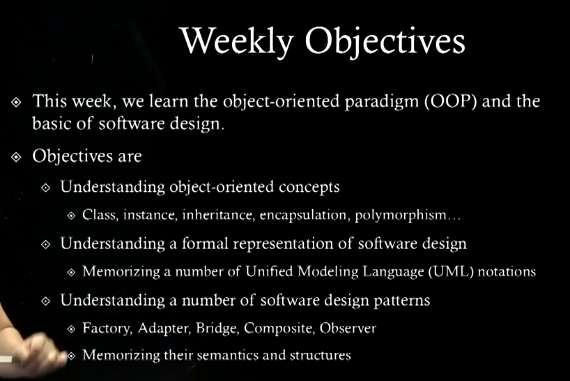 Weekly Objectives
This week, we learn the object-oriented paradigm (OOP) and the
basic of software design.
Objectives are
Understanding object-oriented concepts
Class, instance, inheritance, encapsulation, polymorphism…
Understanding a formal representation of software design
Memorizing a number of Unified Modeling Language (UML) notations
Understanding a number of software design patterns
Factory, Adapter, Bridge, Composite, Observer
Memorizing their semantics and structures